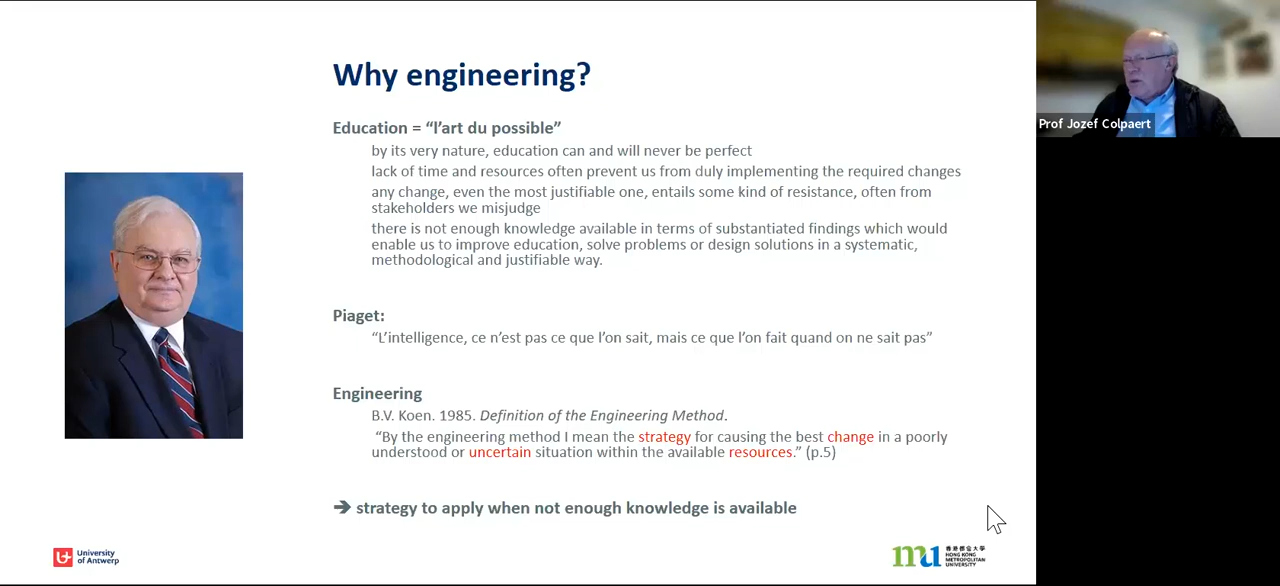 Why engineering?
Education = “l’art du possible”
by its very nature, education can and will never be perfect
lack of time and resources often prevent us from duly implementing the required changes
any change, even the most justifiable one, entails some kind of resistance, often from
stakeholders we misjudge
there is not enough knowledge available in terms of substantiated findings which would
enable us to improve education, solve problems or design solutions in a systematic,
methodological and justifiable way.
Piaget:
“L’intelligence, ce n’est pas ce que l’on sait, mais ce que l’on fait quand on ne sait pas”
Engineering
B.V. Koen. 1985. Definition of the Engineering Method.
“By the engineering method I mean the strategy for causing the best change in a poorly
understood or uncertain situation within the available resources.” (p.5)
➔ strategy to apply when not enough knowledge is available
University
of Antwerp
mu
香港都會大學
HONG KONG
METROPOLITAN
UNIVERSITY
Prof Jozef Colpaert